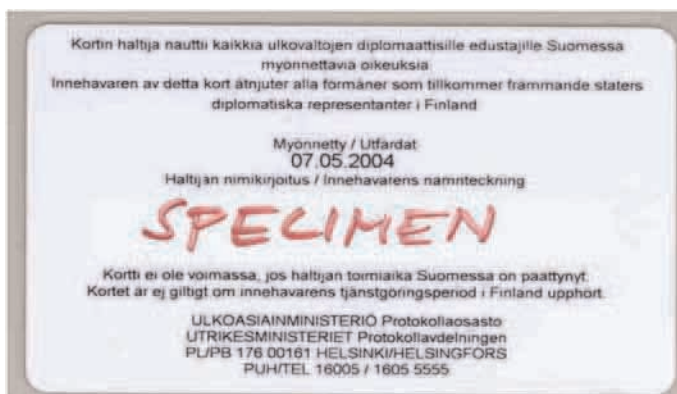 Kortin haltija nauttii kaikkia ulkovaltojen diplomaattisille edustajille Suomessa
myönnettäviä oikeuksia
Innehavaren av detta kort åtnjuter alla förmåner som tillkommer främmande staters
diplomatiska representanter i Finland
Myönnetty / Utfärdat
07.05.2004
Haltijan nimikirjoitus / Innehavarens namnteckning
SPECIMEN
Kortti ei ole voimassa, jos haltijan toimiaika Suomessa on päättynyt.
Kortet är ej giltigt om innehavarens tjänstgöringsperiod i Finland upphört.
ULKOASIAINMINISTERIÖ Protokollaosasto
UTRIKESMINISTERIET Protokollavdelningen
PL/PB 176 00161 HELSINKI/HELSINGFORS
PUH/TEL 16005 / 1605 5555